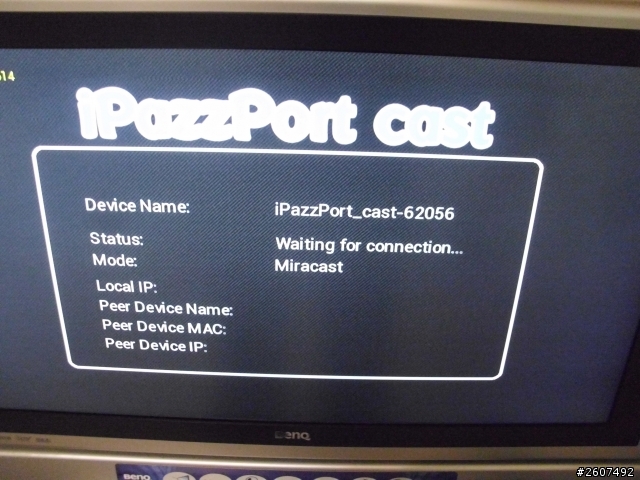 iPazzPort cast
Device Name: iPazzPort_cast-62056
Status: Waiting for connection...
Mode: Miracast
Local IP:
Peer Device Name:
Peer Device MAC:
Peer Device IP:
BenQ
BenQ
#2607492